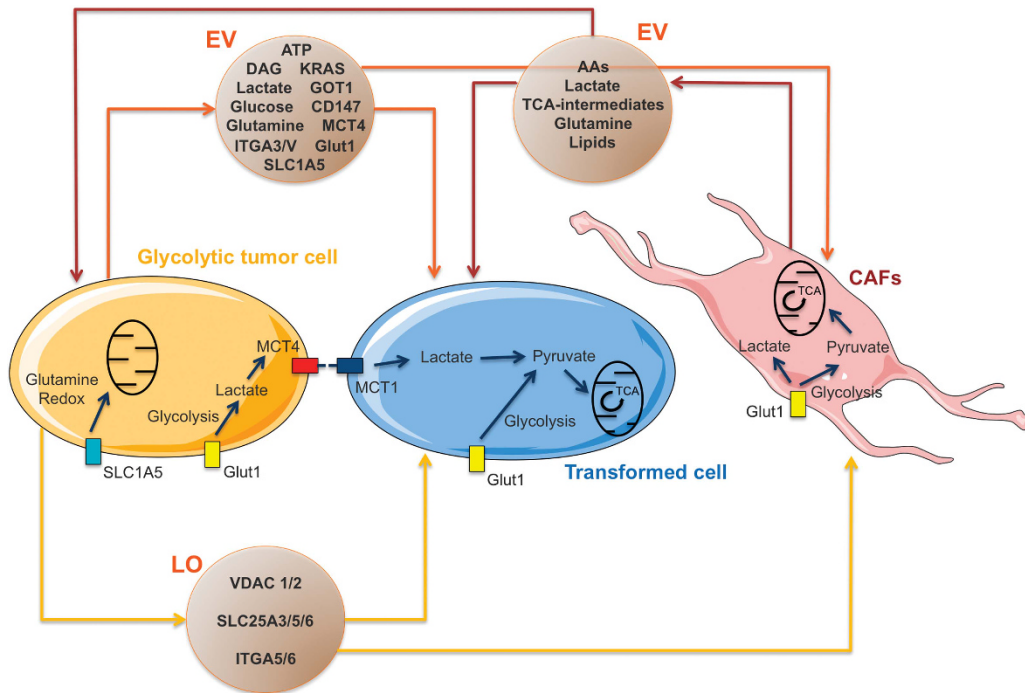 EV
ATP
DAG KRAS
Lactate GOT1
Glucose CD147
Glutamine MCT4
ITGA3/V Glut1
SLC1A5
EV
AAs
Lactate
TCA-intermediates
Glutamine
Lipids
Glycolytic tumor cell
Glutamine
Redox
MCT4
Lactate
Glycolysis
SLC1A5
Glut1
MCT1
Lactate
Pyruvate
TCA
Glycolysis
Glut1
Transformed cell
CAFs
TCA
Lactate
Pyruvate
Glycolysis
Glut1
LO
VDAC 1/2
SLC25A3/5/6
ITGA5/6